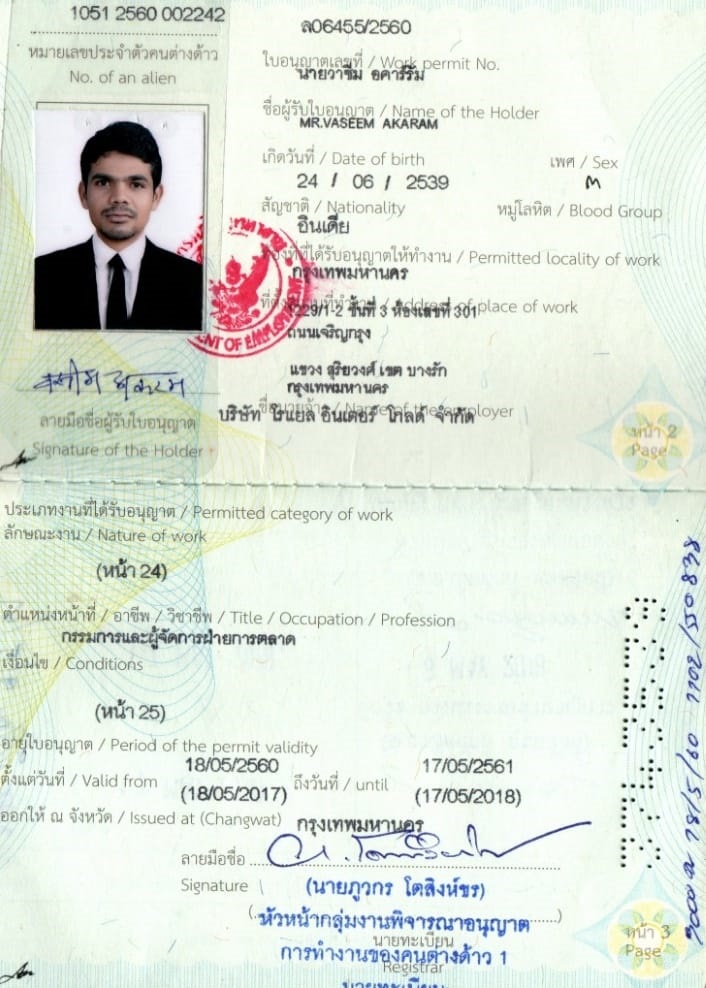 1051 2560 002242
หมายเลขประจำตัวคนต่างด้าว
No. of an alien
ลายมือชื่อผู้รับใบอนุญาต
Signature of the Holder
ล06455/2560
ใบอนุญาตเลขที่ / Work permit No.
นายวาซีม อคาร์รัม
ชื่อผู้รับใบอนุญาต / Name of the Holder
MR.VASEEM AKARAM
เกิดวันที่ / Date of birth เพศ / Sex
24 / 06 / 2539 M
สัญชาติ / Nationality หมู่โลหิต / Blood Group
อินเดีย
ท้องที่ที่ได้รับอนุญาตให้ทำงาน / Permitted locality of work
กรุงเทพมหานคร
Address of place of work
1229/1-2 ชั้นที่ 3 ห้องเลขที่ 301
ถนนเจริญกรุง
แขวง สุริยวงศ์ เขต บางรัก
กรุงเทพมหานคร
ชื่อนายจ้าง / Name of the employer
บริษัท โรแยล อินเตอร์ โกลด์ จำกัด
หน้า 2
Page
ประเภทงานที่ได้รับอนุญาต / Permitted category of work
ลักษณะงาน / Nature of work
(หน้า 24)
ตำแหน่งหน้าที่ / อาชีพ / วิชาชีพ / Title / Occupation / Profession
กรรมการและผู้จัดการฝ่ายการตลาด
เงื่อนไข / Conditions
(หน้า 25)
อายุใบอนุญาต / Period of the permit validity
18/05/2560 17/05/2561
ตั้งแต่วันที่ / Valid from ถึงวันที่ / until
(18/05/2017) (17/05/2018)
ออกให้ ณ จังหวัด / Issued at (Changwat) กรุงเทพมหานคร
ลายมือชื่อ
Signature (นายภูวกร โตสิงห์ขร)
หัวหน้ากลุ่มงานพิจารณาอนุญาต
นายทะเบียน
การทำงานของคนต่างด้าว 1
Registrar
นายทะเบียน
หน้า 3
Page